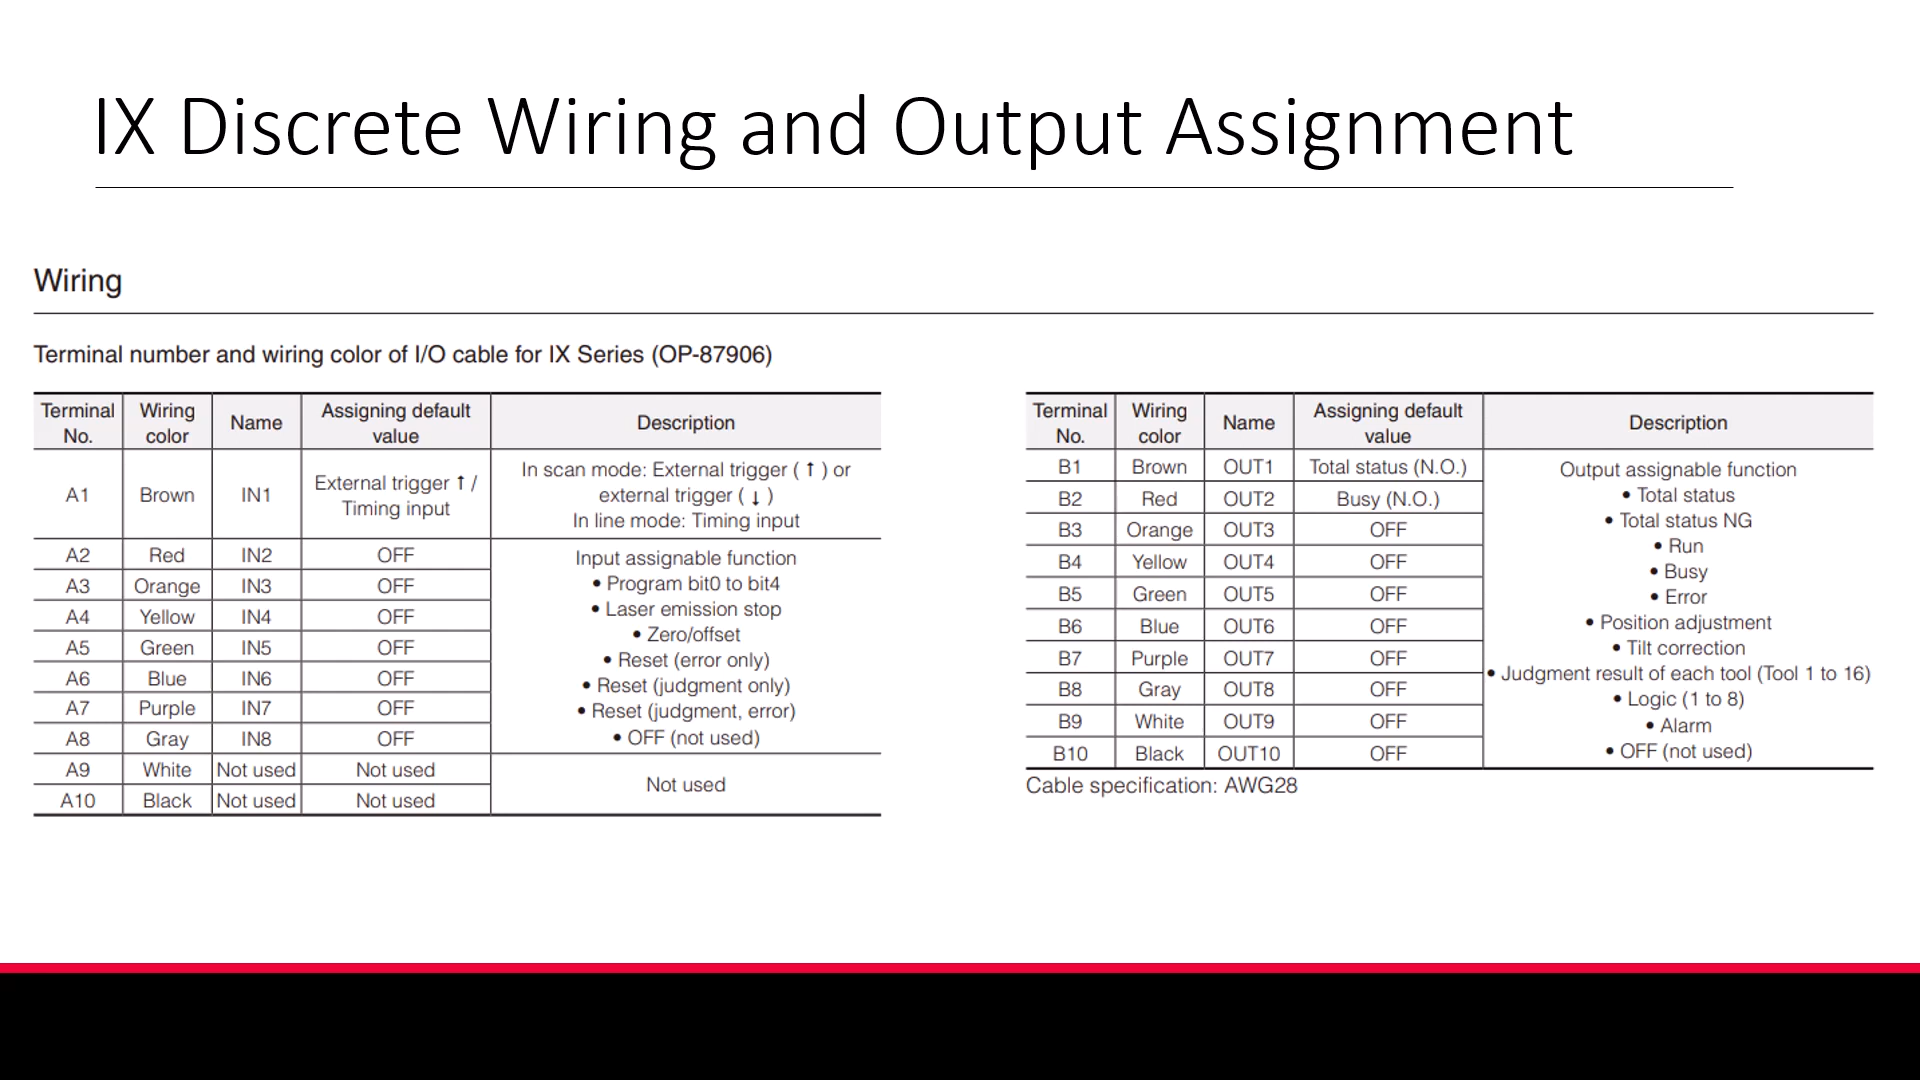 IX Discrete Wiring and Output Assignment
Wiring
Terminal number and wiring color of I/O cable for IX Series (OP-87906)
Terminal No. Wiring color Name Assigning default value Description
A1 Brown IN1 External trigger ↑ / Timing input In scan mode: External trigger ( ↑ ) or external trigger ( ↓ ) In line mode: Timing input
A2 Red IN2 OFF
A3 Orange IN3 OFF
A4 Yellow IN4 OFF
A5 Green IN5 OFF
A6 Blue IN6 OFF
A7 Purple IN7 OFF
A8 Gray IN8 OFF
Input assignable function
• Program bit0 to bit4
• Laser emission stop
• Zero/offset
• Reset (error only)
• Reset (judgment only)
• Reset (judgment, error)
• OFF (not used)
A9 White Not used Not used
A10 Black Not used Not used
Not used
Terminal No. Wiring color Name Assigning default value Description
B1 Brown OUT1 Total status (N.O.)
B2 Red OUT2 Busy (N.O.)
B3 Orange OUT3 OFF
B4 Yellow OUT4 OFF
B5 Green OUT5 OFF
B6 Blue OUT6 OFF
B7 Purple OUT7 OFF
B8 Gray OUT8 OFF
B9 White OUT9 OFF
B10 Black OUT10 OFF
Output assignable function
• Total status
• Total status NG
• Run
• Busy
• Error
• Position adjustment
• Tilt correction
• Judgment result of each tool (Tool 1 to 16)
• Logic (1 to 8)
• Alarm
• OFF (not used)
Cable specification: AWG28